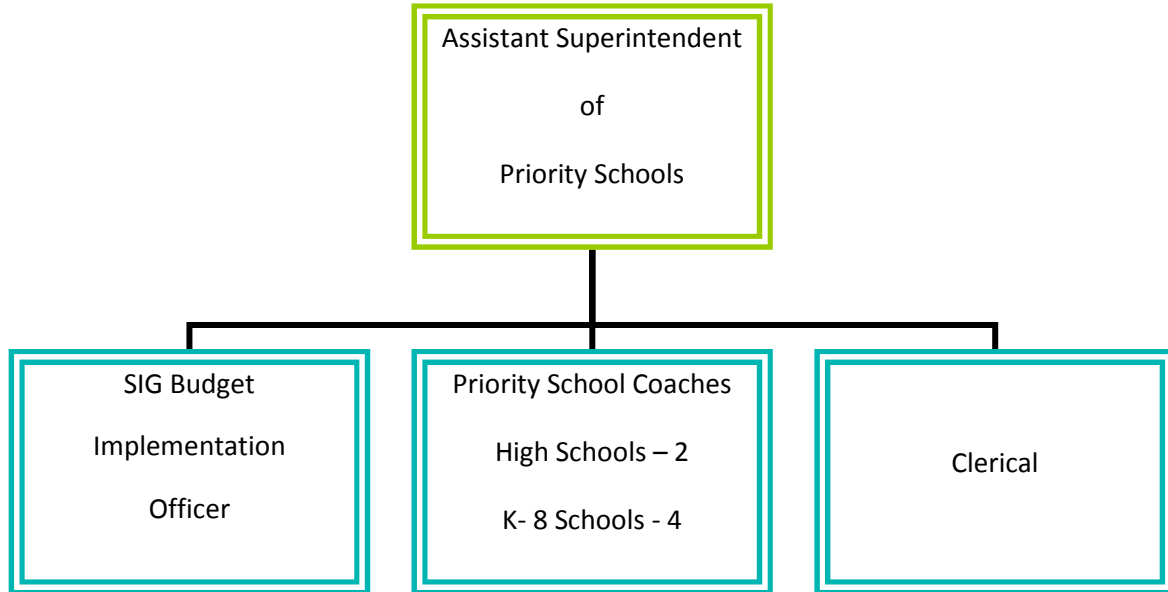 Assistant Superintendent
of
Priority Schools
SIG Budget
Implementation
Officer
Priority School Coaches
High Schools – 2
K- 8 Schools - 4
Clerical